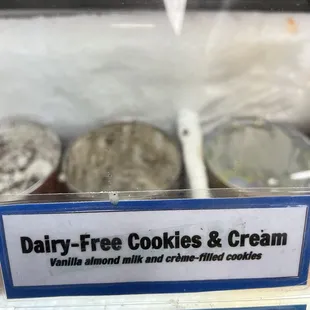 Dairy-Free Cookies & Cream
Vanilla almond milk and crème-filled cookies